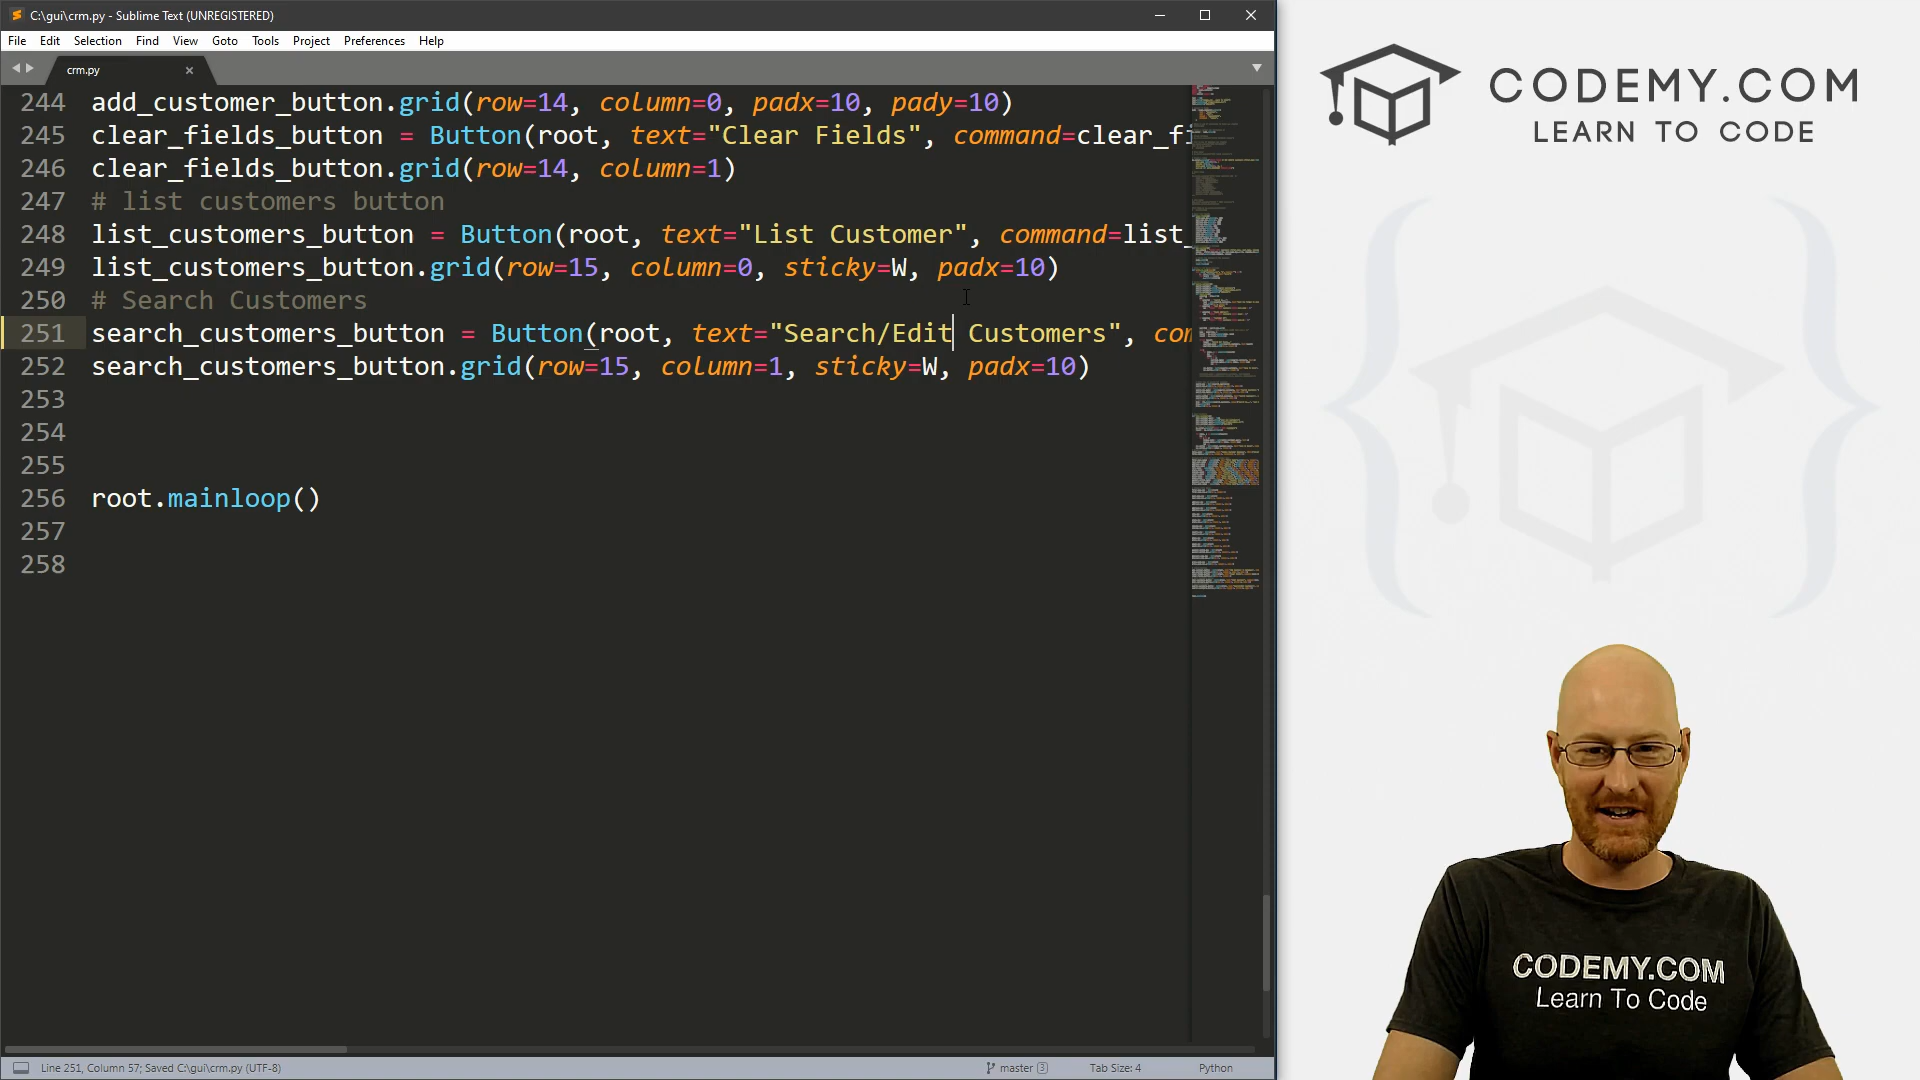 C:\gui\crm.py - Sublime Text (UNREGISTERED)
File Edit Selection Find View Goto Tools Project Preferences Help
crm.py
244 add_customer_button.grid(row=14, column=0, padx=10, pady=10)
245 clear_fields_button = Button(root, text="Clear Fields", command=clear_fi
246 clear_fields_button.grid(row=14, column=1)
247 # list customers button
248 list_customers_button = Button(root, text="List Customer", command=list_
249 list_customers_button.grid(row=15, column=0, sticky=W, padx=10)
250 # Search Customers
251 search_customers_button = Button(root, text="Search/Edit Customers", com
252 search_customers_button.grid(row=15, column=1, sticky=W, padx=10)
253
254
255
256 root.mainloop()
257
258
Line 251, Column 57; Saved C:\gui\crm.py (UTF-8)
master 3
Tab Size: 4
Python
CODEMY.COM
LEARN TO CODE
CODEMY.COM
Learn To Code